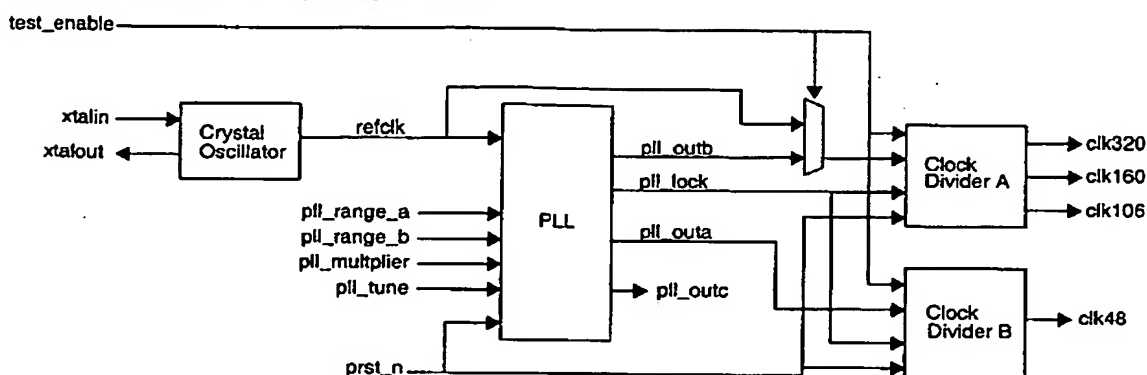 test_enable
xtalin
xtalout
Crystal
Oscillator
refclk
pll_range_a
pll_range_b
pll_multplier
pll_tune
prst_n
PLL
pll_outb
pll_lock
pll_outa
pll_outc
Clock
Divider A
clk320
clk160
clk106
Clock
Divider B
clk48